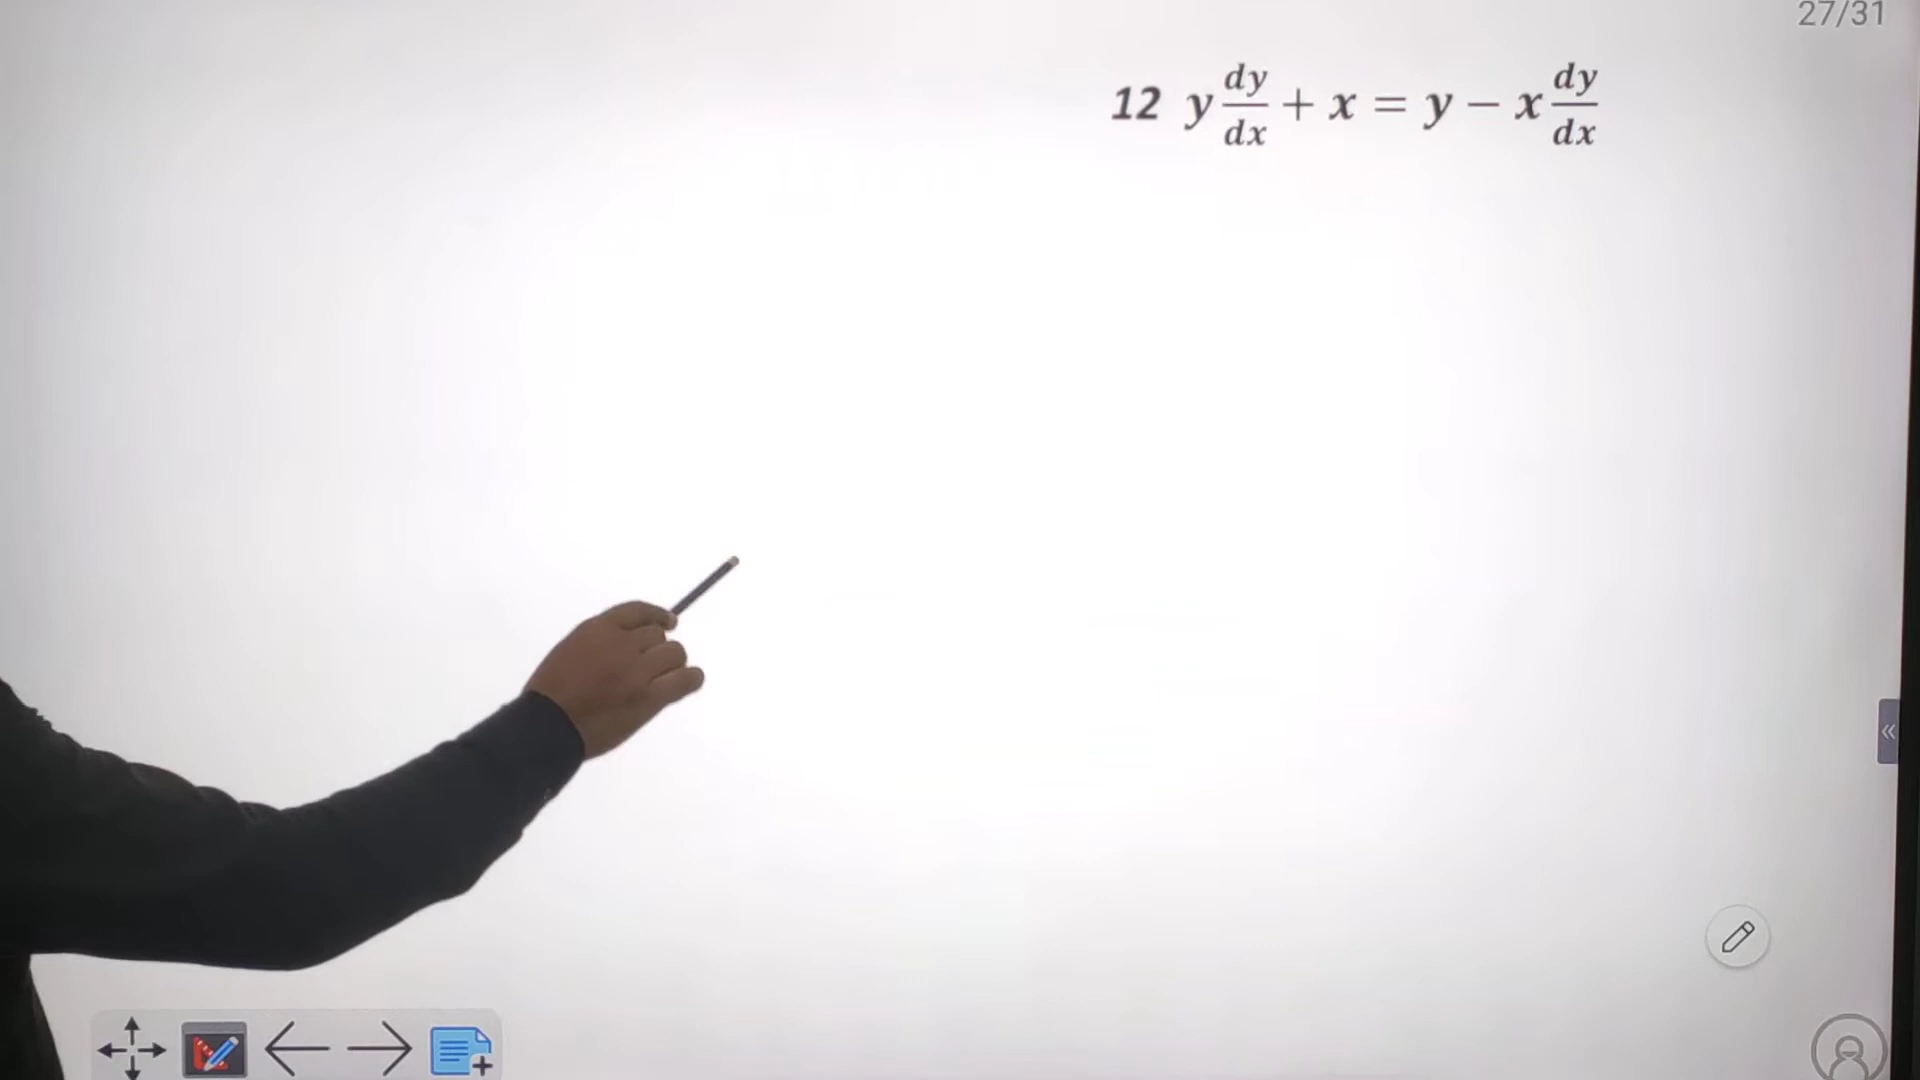 27/31
12 y dy/dx + x = y − x dy/dx